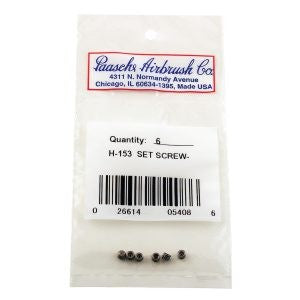 Paasche Airbrush Co.
4311 N. Normandy Avenue
Chicago, IL 60634-1395, Made USA
Quantity: 6
H-153 SET SCREW-
0 26614 05408 6